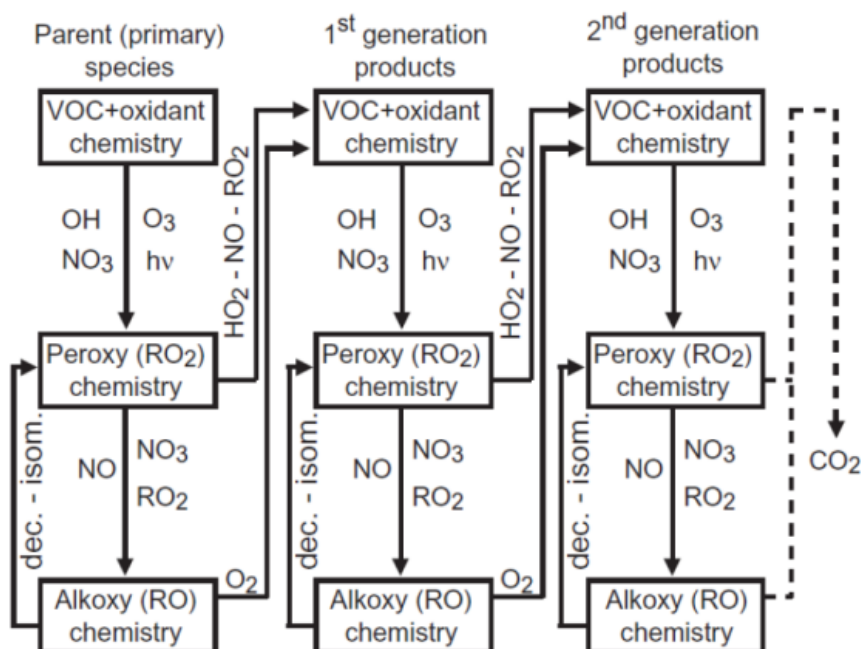 Parent (primary)
species
1st generation
products
2nd generation
products
VOC+oxidant
chemistry
VOC+oxidant
chemistry
VOC+oxidant
chemistry
OH O3
NO3 hν
HO2 - NO - RO2
OH O3
NO3 hν
HO2 - NO - RO2
OH O3
NO3 hν
Peroxy (RO2)
chemistry
Peroxy (RO2)
chemistry
Peroxy (RO2)
chemistry
CO2
dec. - isom.
NO NO3
RO2
dec. - isom.
NO NO3
RO2
dec. - isom.
NO NO3
RO2
Alkoxy (RO)
chemistry
O2
Alkoxy (RO)
chemistry
O2
Alkoxy (RO)
chemistry